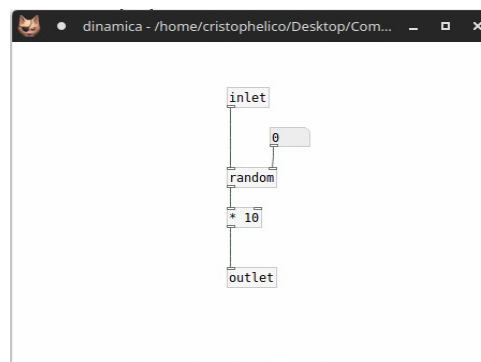 dinamica - /home/cristophelico/Desktop/Com...
inlet
0
random
* 10
outlet